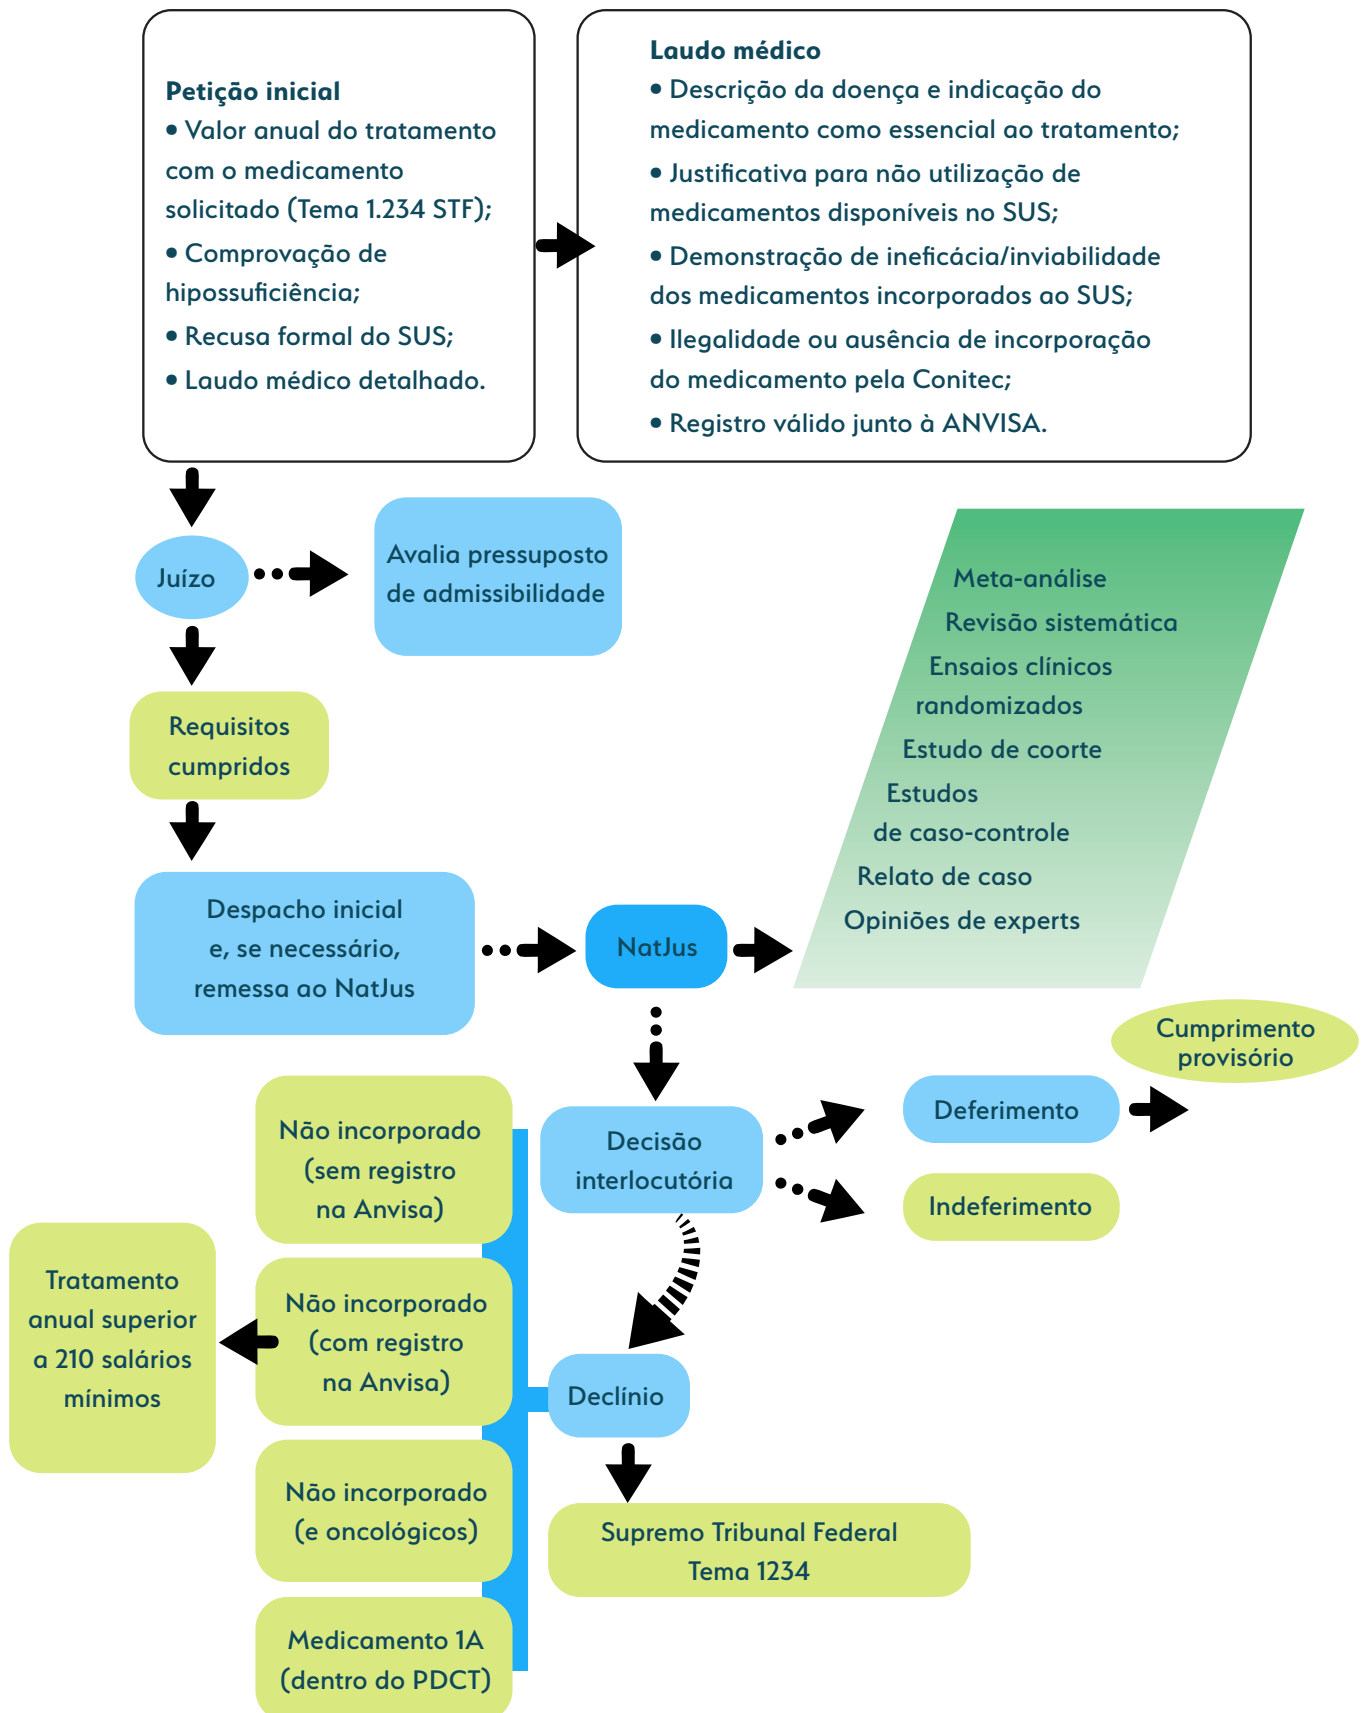 Petição inicial
• Valor anual do tratamento
com o medicamento
solicitado (Tema 1.234 STF);
• Comprovação de
hipossuficiência;
• Recusa formal do SUS;
• Laudo médico detalhado.
Laudo médico
• Descrição da doença e indicação do
medicamento como essencial ao tratamento;
• Justificativa para não utilização de
medicamentos disponíveis no SUS;
• Demonstração de ineficácia/inviabilidade
dos medicamentos incorporados ao SUS;
• Ilegalidade ou ausência de incorporação
do medicamento pela Conitec;
• Registro válido junto à ANVISA.
Juízo
Avalia pressuposto
de admissibilidade
Requisitos
cumpridos
Despacho inicial
e, se necessário,
remessa ao NatJus
NatJus
Meta-análise
Revisão sistemática
Ensaios clínicos
randomizados
Estudo de coorte
Estudos
de caso-controle
Relato de caso
Opiniões de experts
Decisão
interlocutória
Deferimento
Cumprimento
provisório
Indeferimento
Declínio
Supremo Tribunal Federal
Tema 1234
Não incorporado
(sem registro
na Anvisa)
Não incorporado
(com registro
na Anvisa)
Tratamento
anual superior
a 210 salários
mínimos
Não incorporado
(e oncológicos)
Medicamento 1A
(dentro do PDCT)